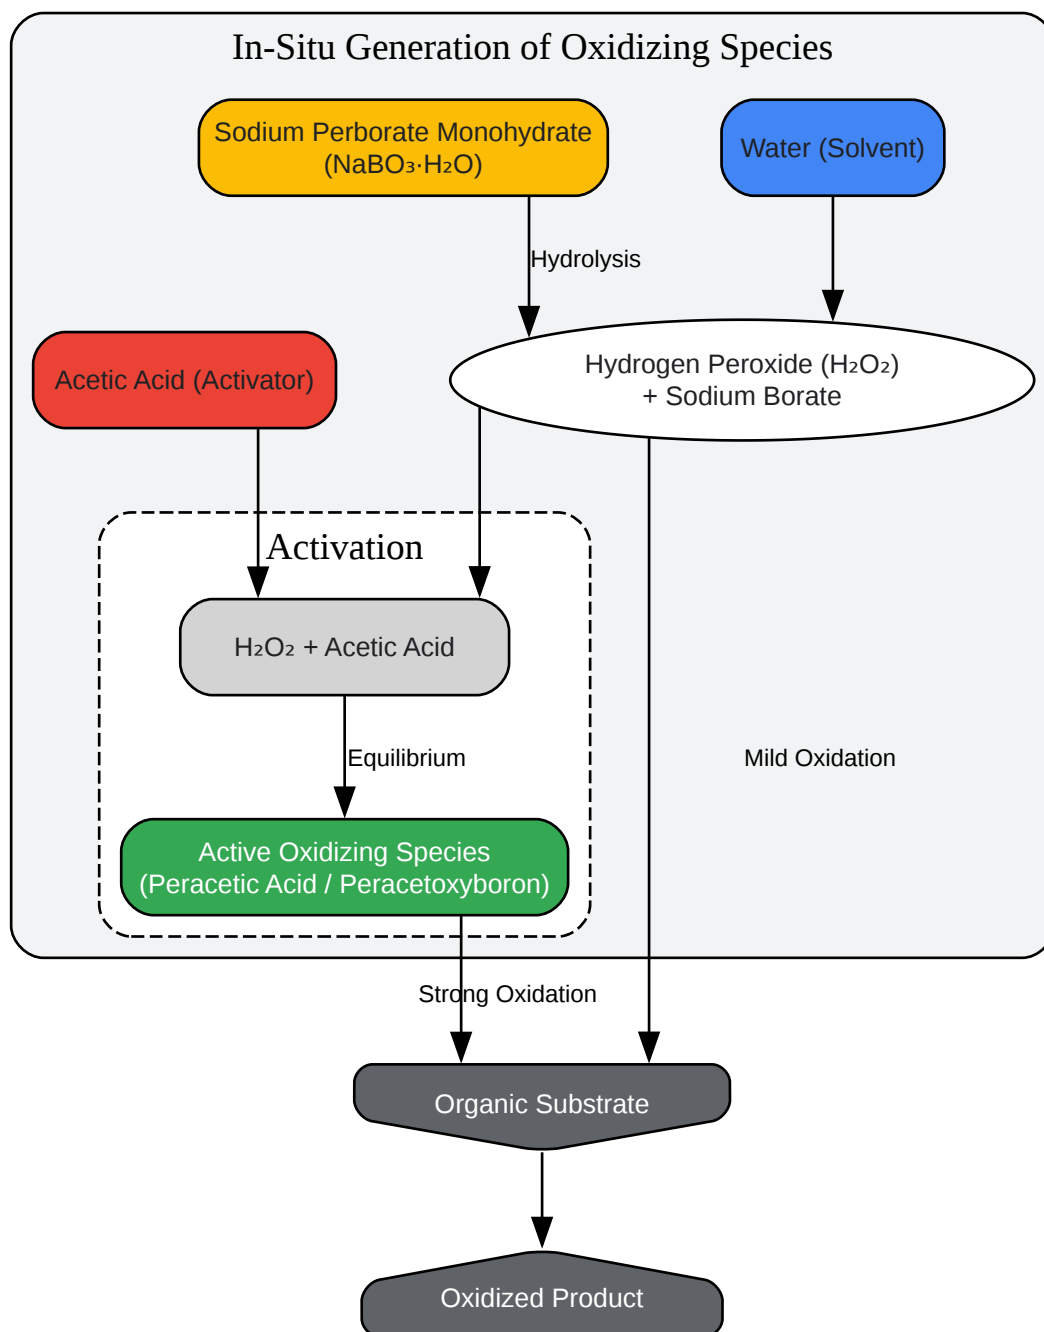 In-Situ Generation of Oxidizing Species
Sodium Perborate Monohydrate
(NaBO₃·H₂O)
Water (Solvent)
Hydrolysis
Acetic Acid (Activator)
Hydrogen Peroxide (H₂O₂)
+ Sodium Borate
Activation
H₂O₂ + Acetic Acid
Equilibrium
Mild Oxidation
Active Oxidizing Species
(Peracetic Acid / Peracetoxyboron)
Strong Oxidation
Organic Substrate
Oxidized Product